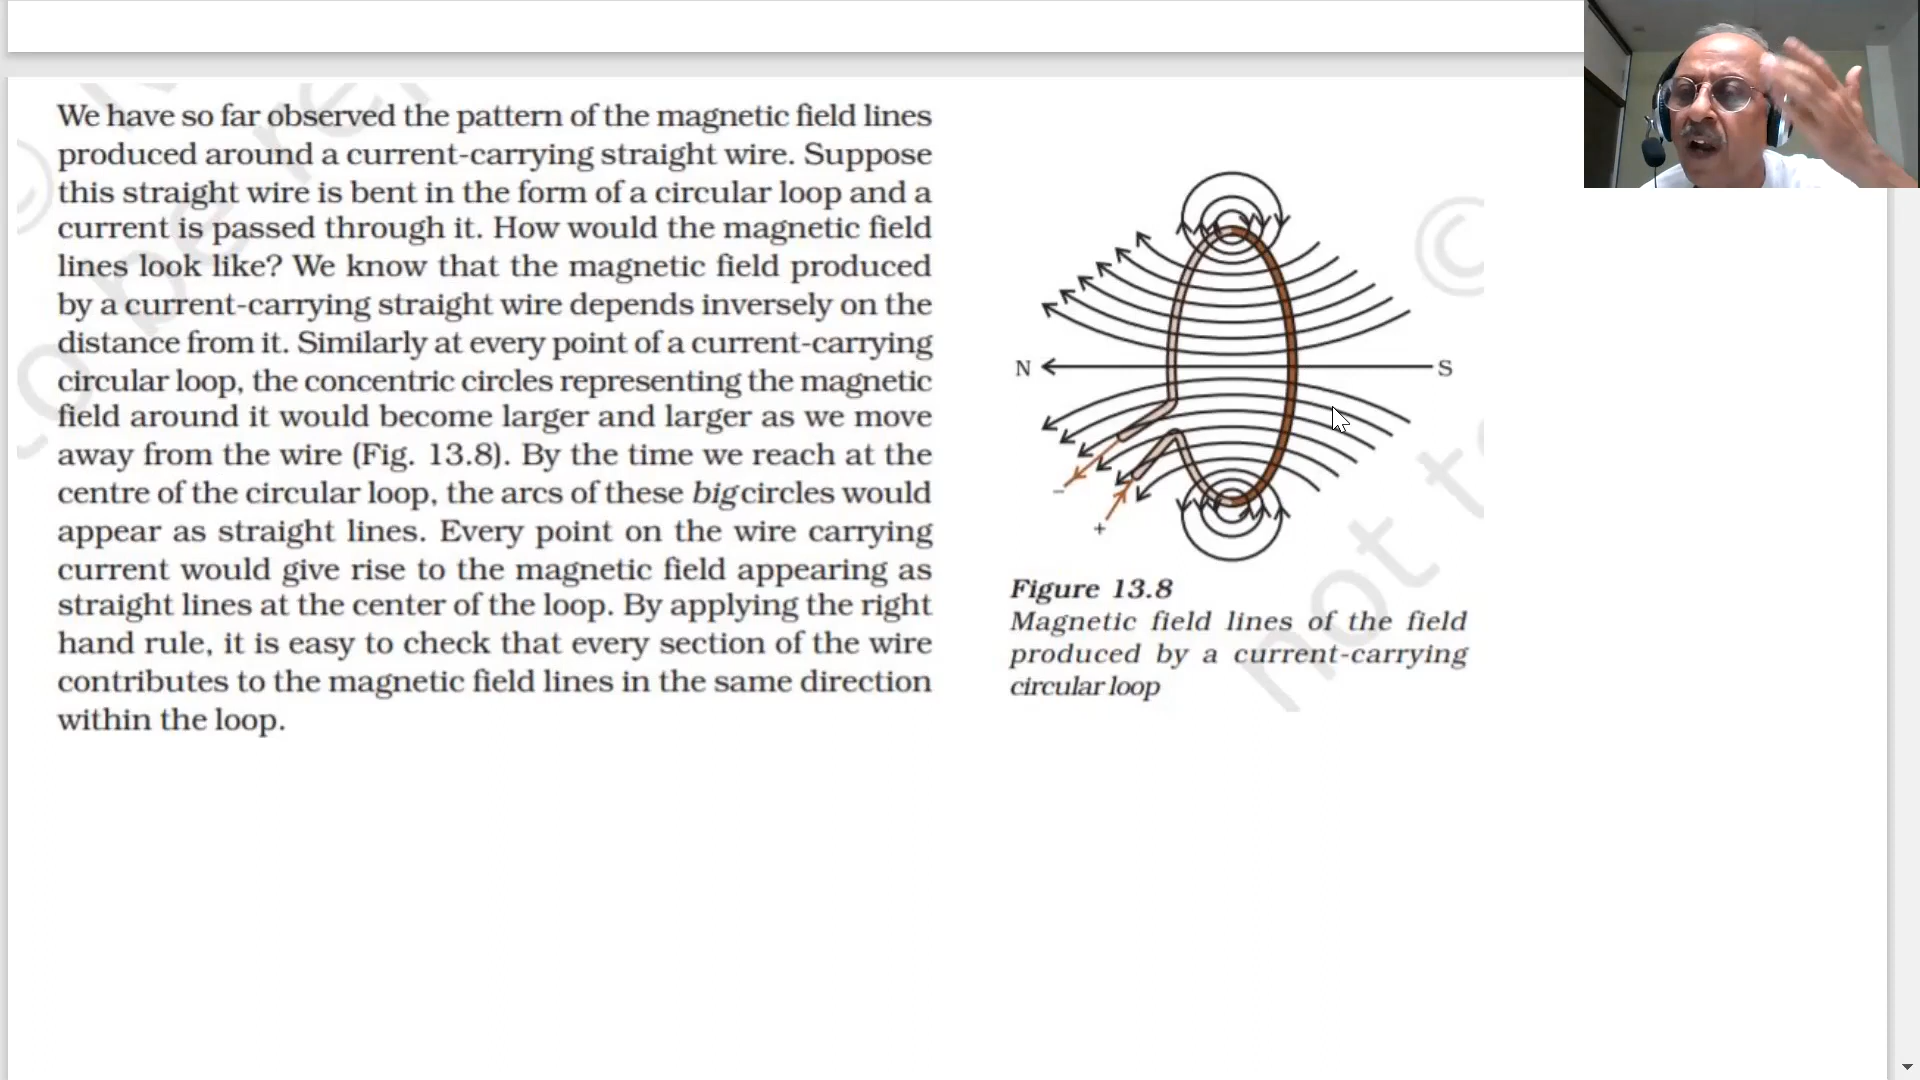 We have so far observed the pattern of the magnetic field lines
produced around a current-carrying straight wire. Suppose
this straight wire is bent in the form of a circular loop and a
current is passed through it. How would the magnetic field
lines look like? We know that the magnetic field produced
by a current-carrying straight wire depends inversely on the
distance from it. Similarly at every point of a current-carrying
circular loop, the concentric circles representing the magnetic
field around it would become larger and larger as we move
away from the wire (Fig. 13.8). By the time we reach at the
centre of the circular loop, the arcs of these big circles would
appear as straight lines. Every point on the wire carrying
current would give rise to the magnetic field appearing as
straight lines at the center of the loop. By applying the right
hand rule, it is easy to check that every section of the wire
contributes to the magnetic field lines in the same direction
within the loop.
N
S
−
+
Figure 13.8
Magnetic field lines of the field
produced by a current-carrying
circular loop
©
not t
to be re